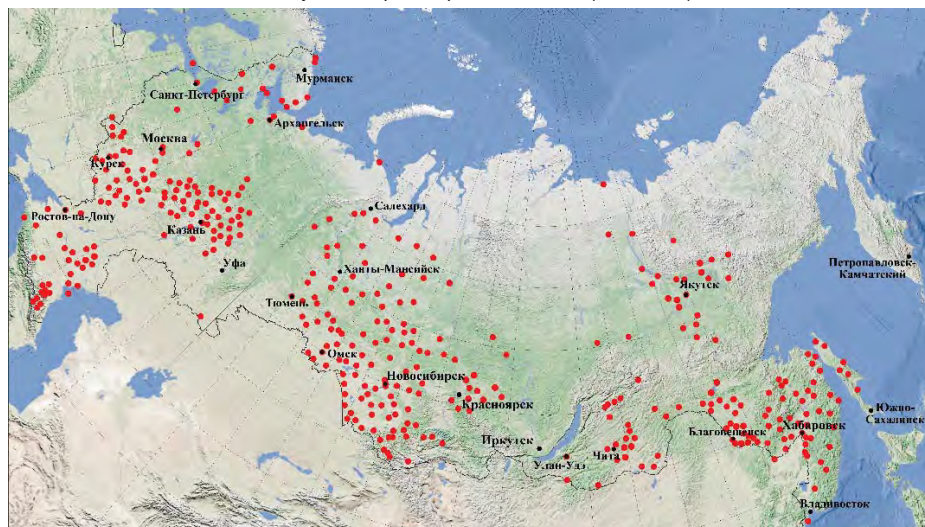 Мурманск
Санкт-Петербург
Архангельск
Москва
Курск
Салехард
Ростов-на-Дону
Казань
Петропавловск-
Камчатский
Уфа
Ханты-Мансийск
Якутск
Тюмень
Омск
Новосибирск
Красноярск
Южно-
Сахалинск
Благовещенск
Хабаровск
Иркутск
Чита
Улан-Удэ
Владивосток